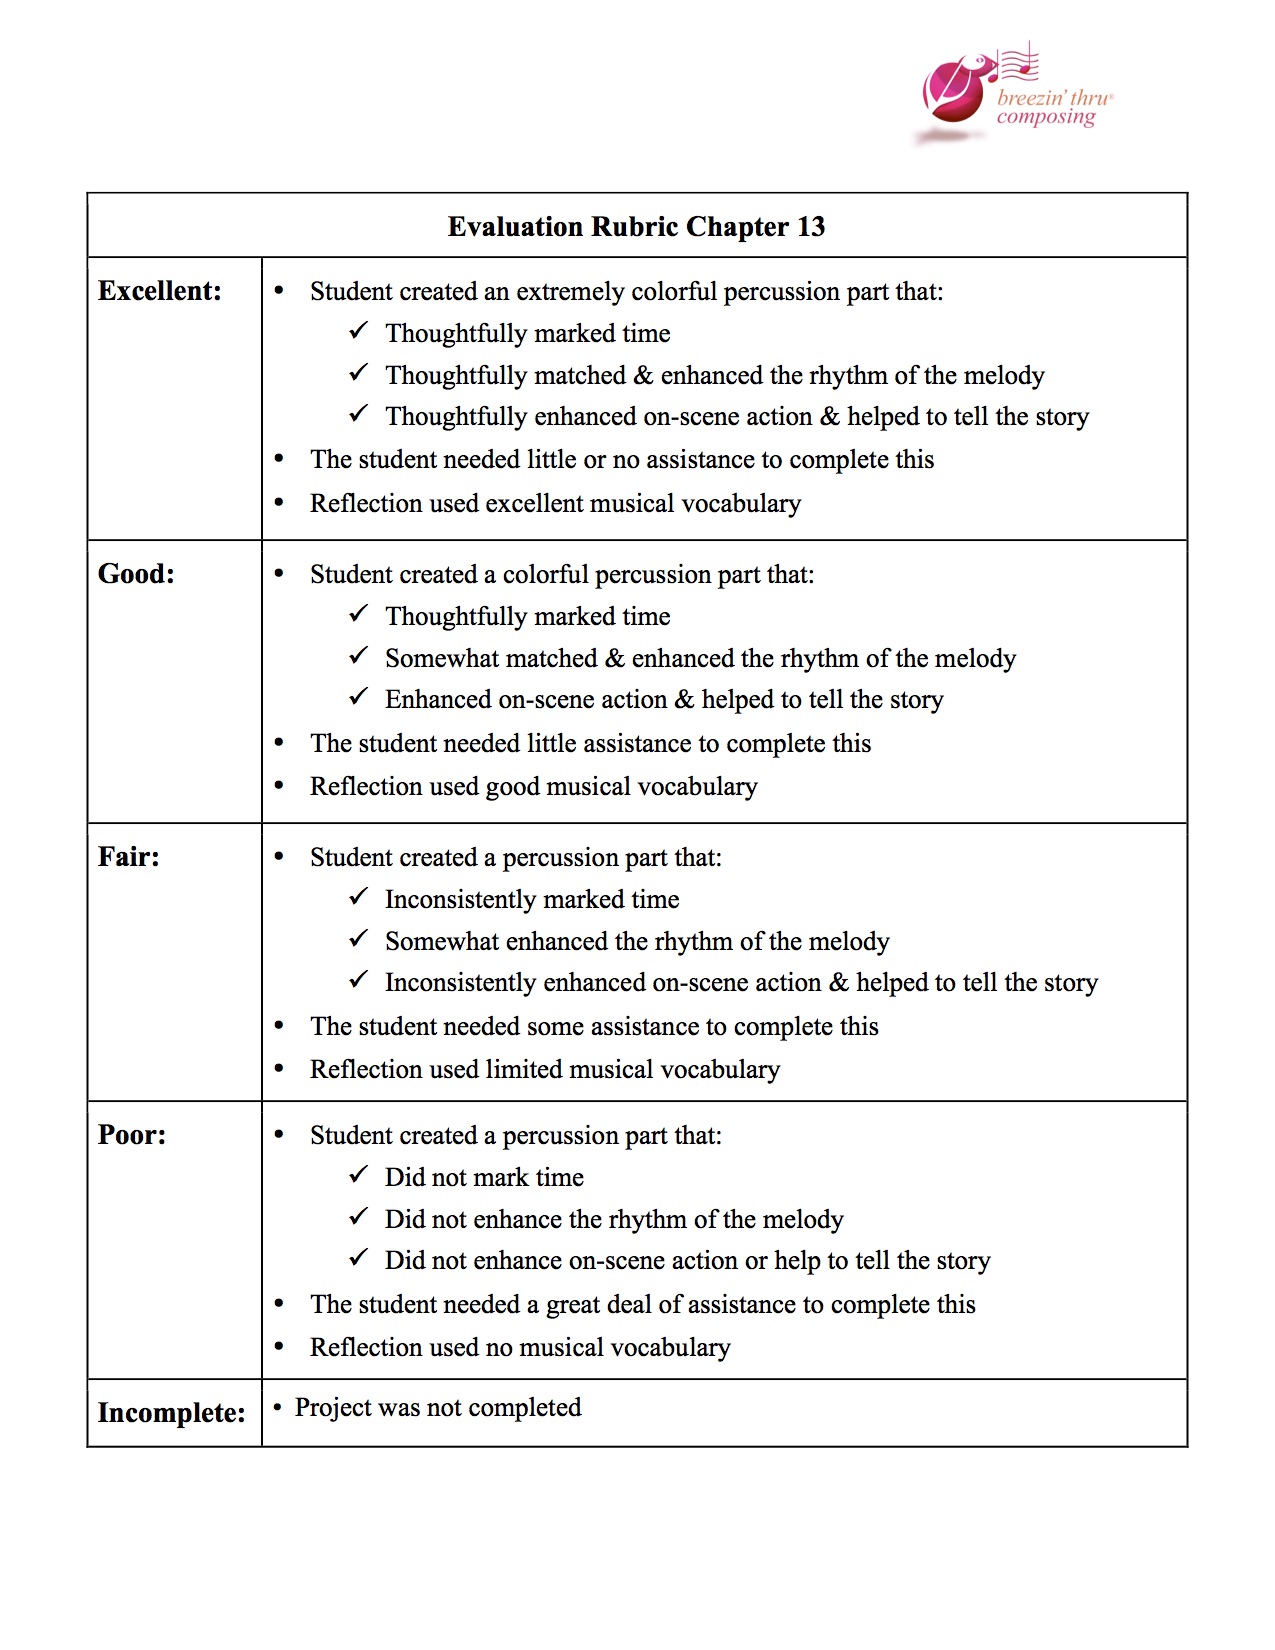 breezin' thru®
composing
Evaluation Rubric Chapter 13
Excellent:
• Student created an extremely colorful percussion part that:
✓ Thoughtfully marked time
✓ Thoughtfully matched & enhanced the rhythm of the melody
✓ Thoughtfully enhanced on-scene action & helped to tell the story
• The student needed little or no assistance to complete this
• Reflection used excellent musical vocabulary
Good:
• Student created a colorful percussion part that:
✓ Thoughtfully marked time
✓ Somewhat matched & enhanced the rhythm of the melody
✓ Enhanced on-scene action & helped to tell the story
• The student needed little assistance to complete this
• Reflection used good musical vocabulary
Fair:
• Student created a percussion part that:
✓ Inconsistently marked time
✓ Somewhat enhanced the rhythm of the melody
✓ Inconsistently enhanced on-scene action & helped to tell the story
• The student needed some assistance to complete this
• Reflection used limited musical vocabulary
Poor:
• Student created a percussion part that:
✓ Did not mark time
✓ Did not enhance the rhythm of the melody
✓ Did not enhance on-scene action or help to tell the story
• The student needed a great deal of assistance to complete this
• Reflection used no musical vocabulary
Incomplete:
• Project was not completed